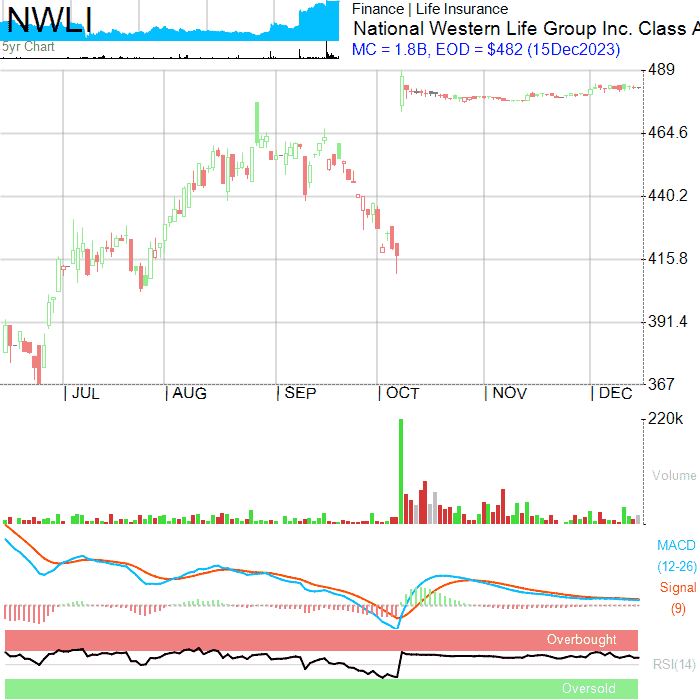 NWLI
5yr Chart
Finance | Life Insurance
National Western Life Group Inc. Class A
MC = 1.8B, EOD = $482 (15Dec2023)
489
464.6
440.2
415.8
391.4
367
JUL AUG SEP OCT NOV DEC
220k
Volume
MACD
(12-26)
Signal
(9)
Overbought
RSI(14)
Oversold